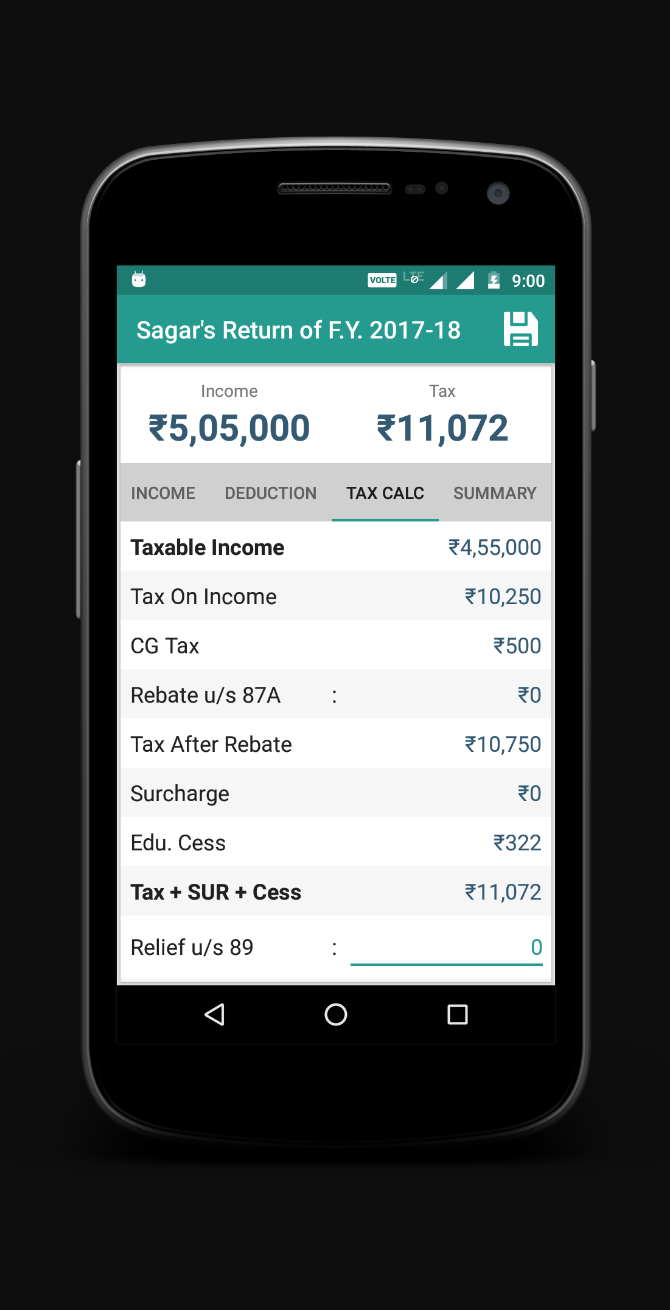 VOLTE LTE 9:00
Sagar's Return of F.Y. 2017-18
Income Tax
₹5,05,000 ₹11,072
INCOME DEDUCTION TAX CALC SUMMARY
Taxable Income ₹4,55,000
Tax On Income ₹10,250
CG Tax ₹500
Rebate u/s 87A : ₹0
Tax After Rebate ₹10,750
Surcharge ₹0
Edu. Cess ₹322
Tax + SUR + Cess ₹11,072
Relief u/s 89 : 0